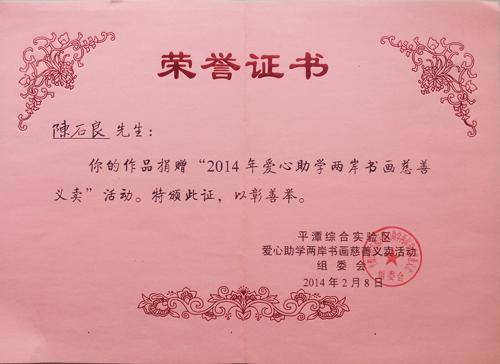 荣誉证书
陳石良 先生：
你的作品捐赠“2014年爱心助学两岸书画慈善
义卖”活动。特颁此证，以彰善举。
平潭综合实验区
爱心助学两岸书画慈善义卖活动
组委会
2014年2月8日
组委会